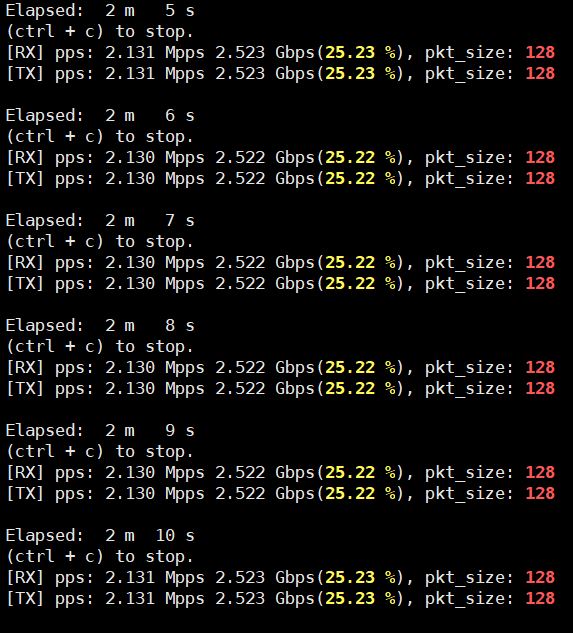 Elapsed:  2 m   5 s
(ctrl + c) to stop.
[RX] pps: 2.131 Mpps 2.523 Gbps(25.23 %), pkt_size: 128
[TX] pps: 2.131 Mpps 2.523 Gbps(25.23 %), pkt_size: 128

Elapsed:  2 m   6 s
(ctrl + c) to stop.
[RX] pps: 2.130 Mpps 2.522 Gbps(25.22 %), pkt_size: 128
[TX] pps: 2.130 Mpps 2.522 Gbps(25.22 %), pkt_size: 128

Elapsed:  2 m   7 s
(ctrl + c) to stop.
[RX] pps: 2.130 Mpps 2.522 Gbps(25.22 %), pkt_size: 128
[TX] pps: 2.130 Mpps 2.522 Gbps(25.22 %), pkt_size: 128

Elapsed:  2 m   8 s
(ctrl + c) to stop.
[RX] pps: 2.130 Mpps 2.522 Gbps(25.22 %), pkt_size: 128
[TX] pps: 2.130 Mpps 2.522 Gbps(25.22 %), pkt_size: 128

Elapsed:  2 m   9 s
(ctrl + c) to stop.
[RX] pps: 2.130 Mpps 2.522 Gbps(25.22 %), pkt_size: 128
[TX] pps: 2.130 Mpps 2.522 Gbps(25.22 %), pkt_size: 128

Elapsed:  2 m  10 s
(ctrl + c) to stop.
[RX] pps: 2.131 Mpps 2.523 Gbps(25.23 %), pkt_size: 128
[TX] pps: 2.131 Mpps 2.523 Gbps(25.23 %), pkt_size: 128